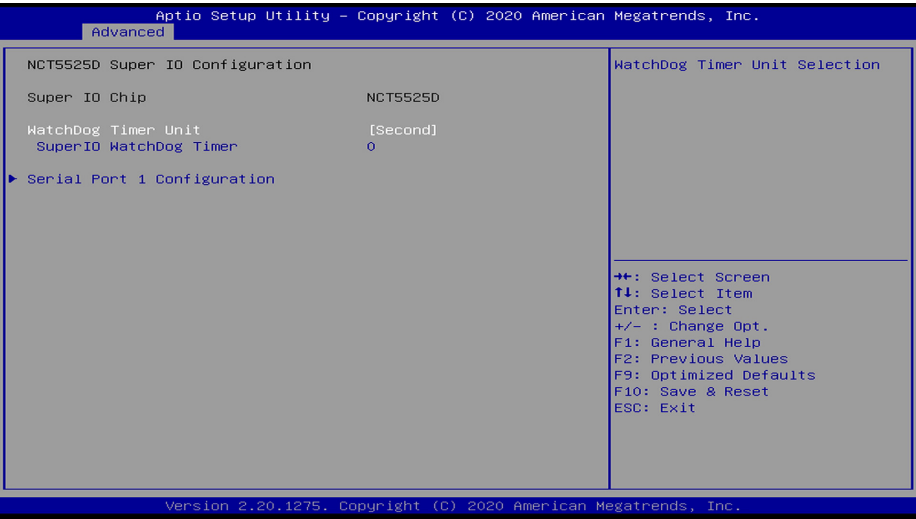 Aptio Setup Utility – Copyright (C) 2020 American Megatrends, Inc.
Advanced
NCT5525D Super IO Configuration
Super IO Chip NCT5525D
WatchDog Timer Unit [Second]
SuperIO WatchDog Timer 0
▶ Serial Port 1 Configuration
WatchDog Timer Unit Selection
→←: Select Screen
↑↓: Select Item
Enter: Select
+/- : Change Opt.
F1: General Help
F2: Previous Values
F9: Optimized Defaults
F10: Save & Reset
ESC: Exit
Version 2.20.1275. Copyright (C) 2020 American Megatrends, Inc.